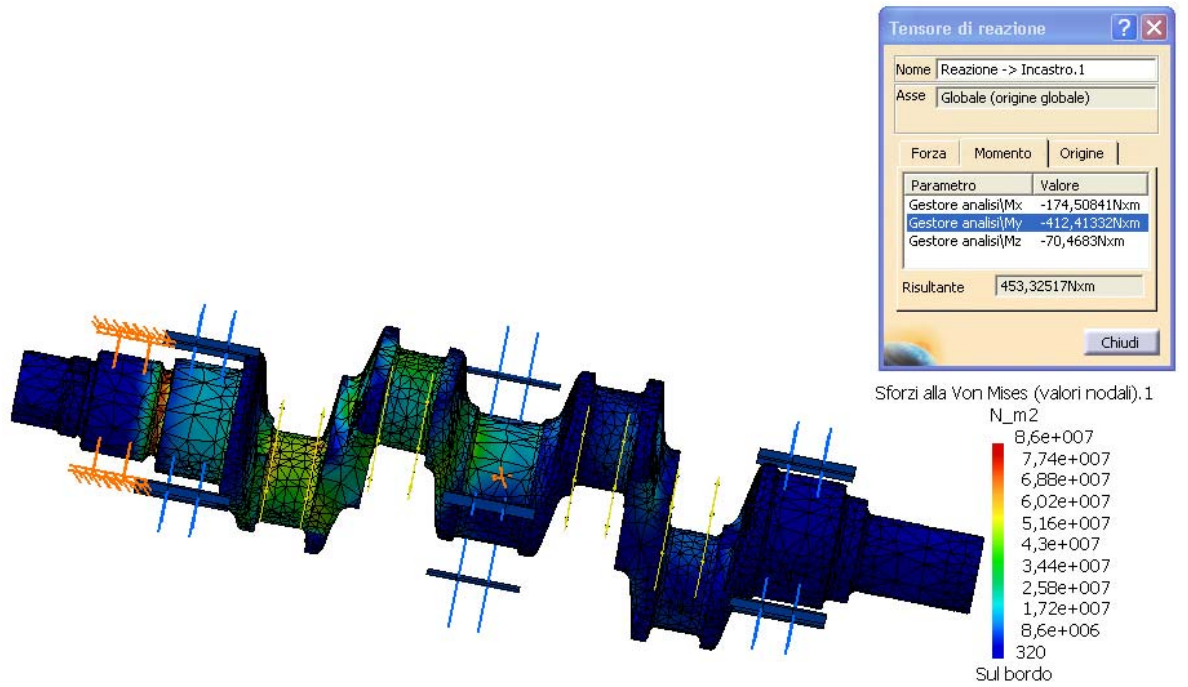 Tensore di reazione
Nome Reazione -> Incastro.1
Asse Globale (origine globale)
Forza Momento Origine
Parametro Valore
Gestore analisi\Mx -174,50841Nxm
Gestore analisi\My -412,41332Nxm
Gestore analisi\Mz -70,4683Nxm
Risultante 453,32517Nxm
Chiudi
Sforzi alla Von Mises (valori nodali).1
N_m2
8,6e+007
7,74e+007
6,88e+007
6,02e+007
5,16e+007
4,3e+007
3,44e+007
2,58e+007
1,72e+007
8,6e+006
320
Sul bordo